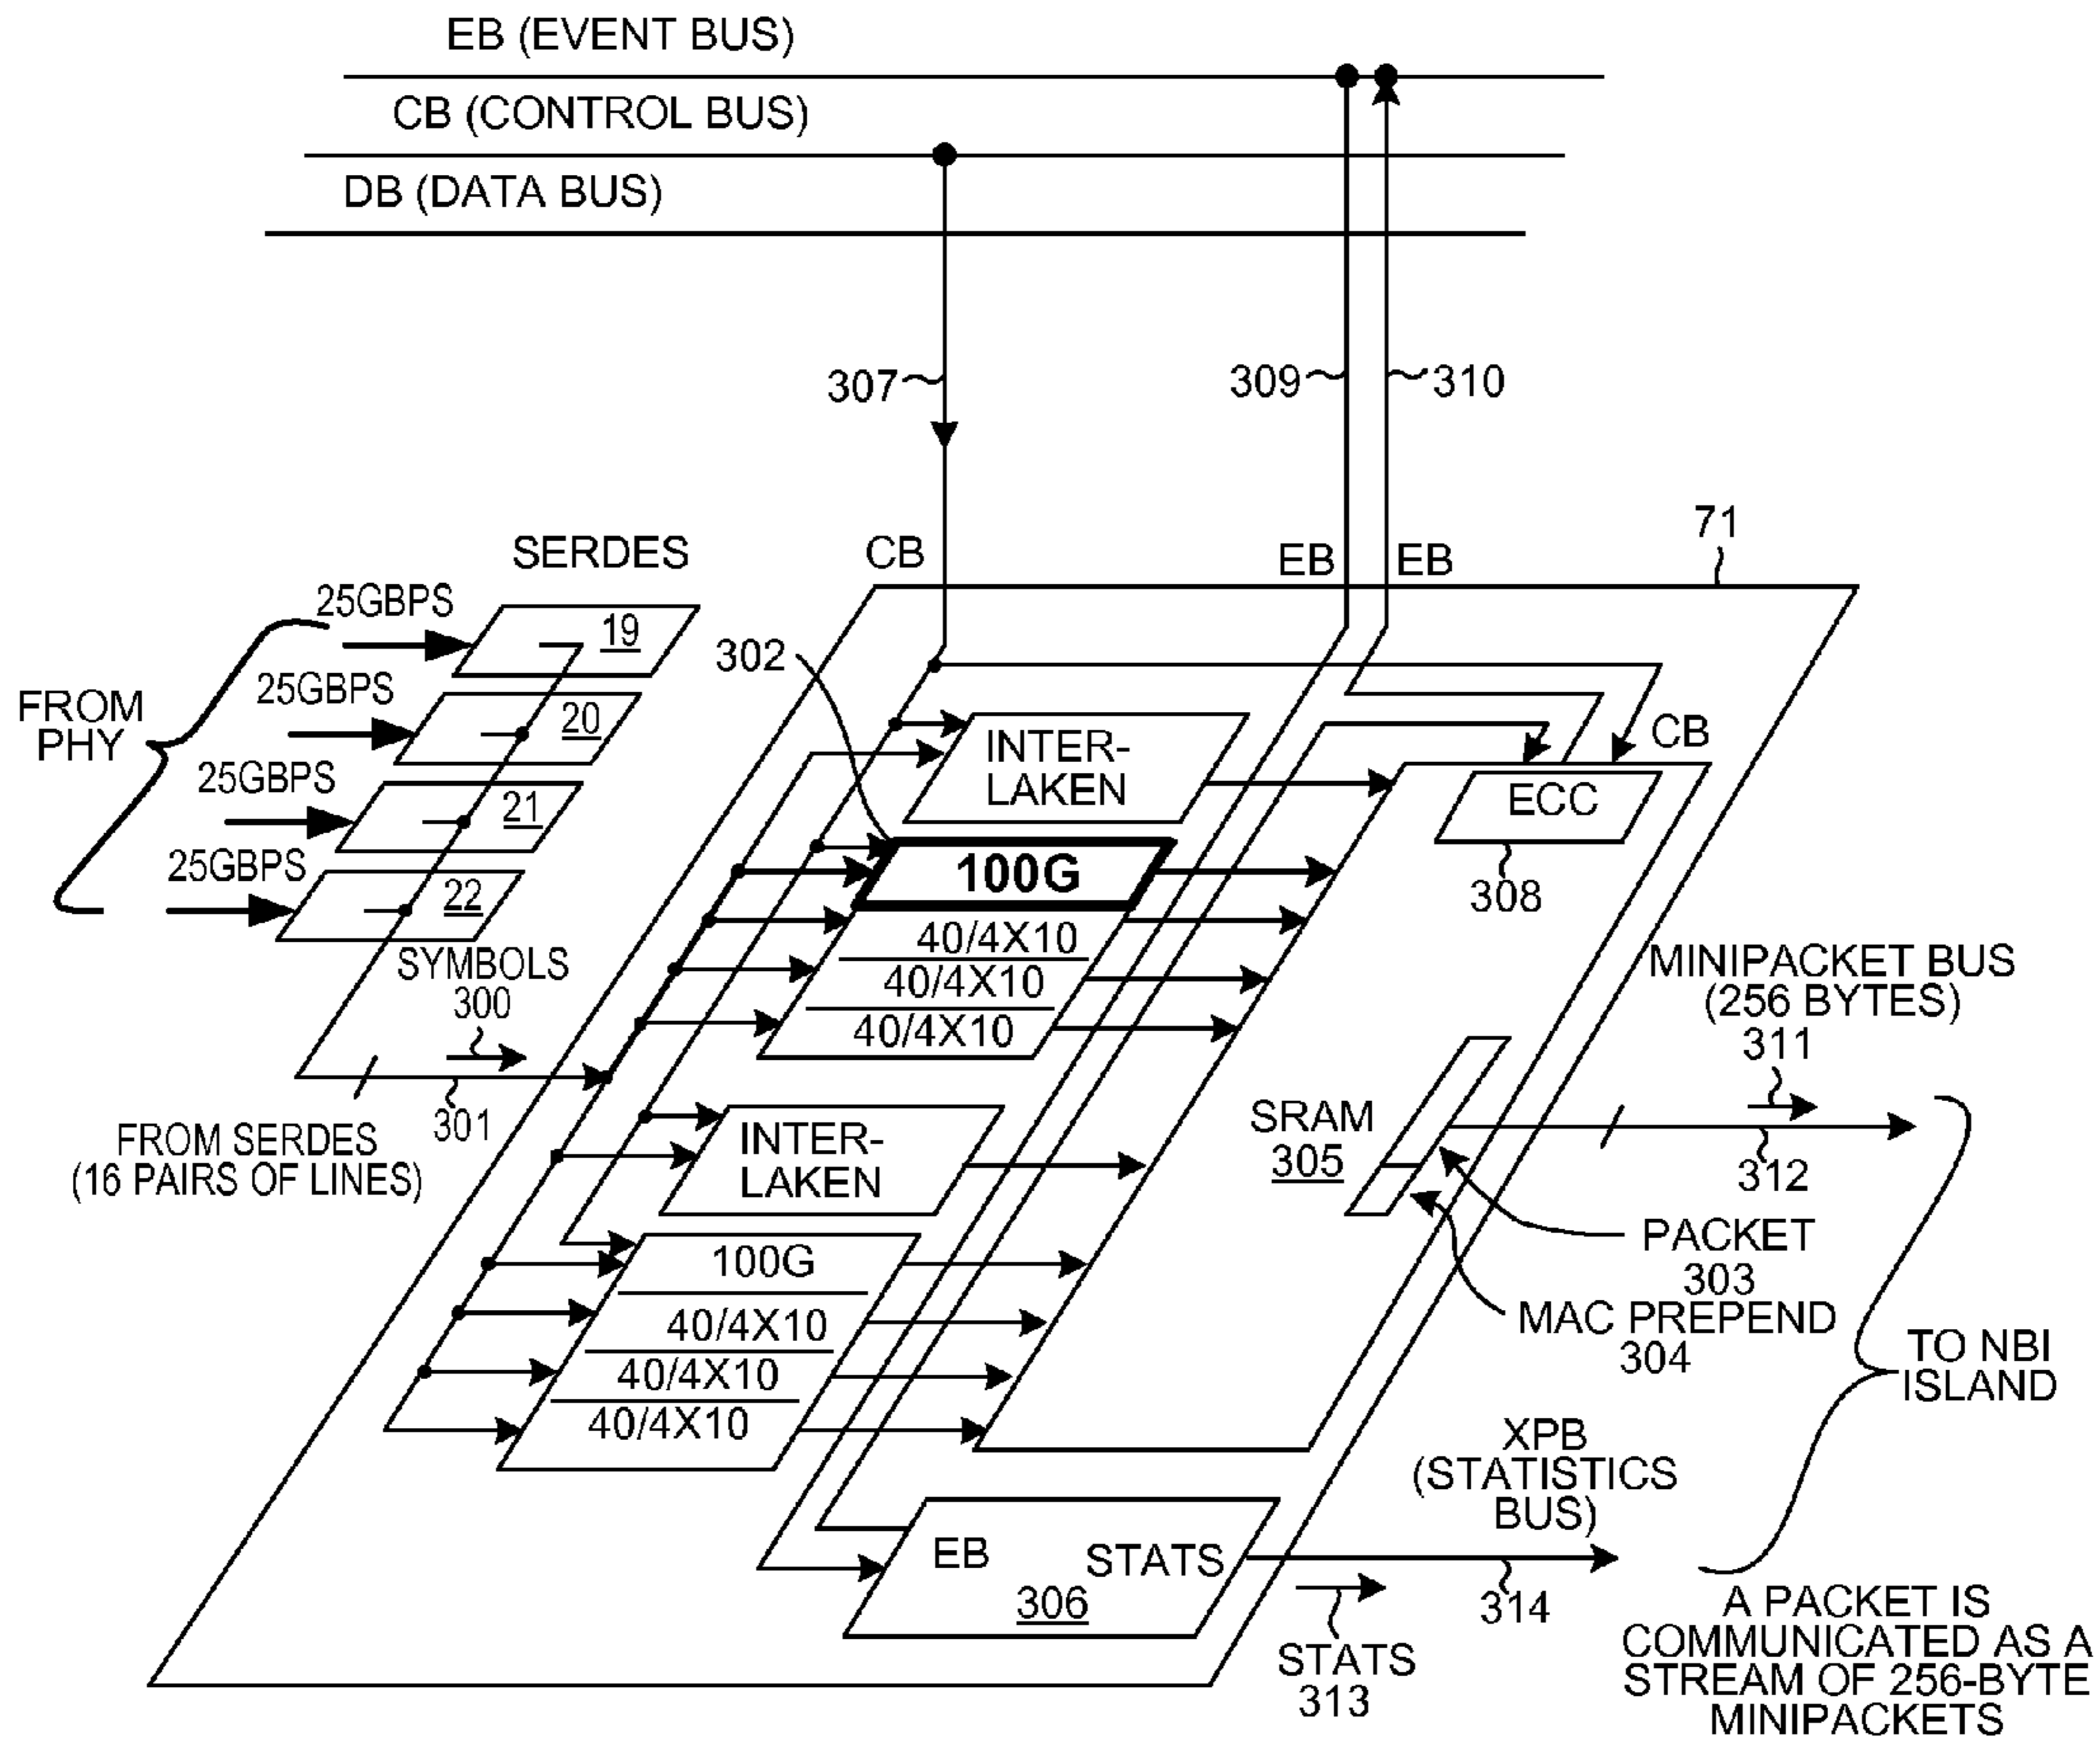 EB (EVENT BUS)
CB (CONTROL BUS)
DB (DATA BUS)
307
309
310
71
SERDES
CB
EB
EB
25GBPS
19
302
25GBPS
20
FROM
PHY
CB
INTER-
LAKEN
25GBPS
21
ECC
25GBPS
22
100G
308
40/4X10
40/4X10
40/4X10
SYMBOLS
300
MINIPACKET BUS
(256 BYTES)
311
301
FROM SERDES
(16 PAIRS OF LINES)
INTER-
LAKEN
SRAM
305
312
PACKET
303
MAC PREPEND
304
100G
40/4X10
40/4X10
40/4X10
TO NBI
ISLAND
XPB
(STATISTICS
BUS)
EB
STATS
306
314
STATS
313
A PACKET IS
COMMUNICATED AS A
STREAM OF 256-BYTE
MINIPACKETS